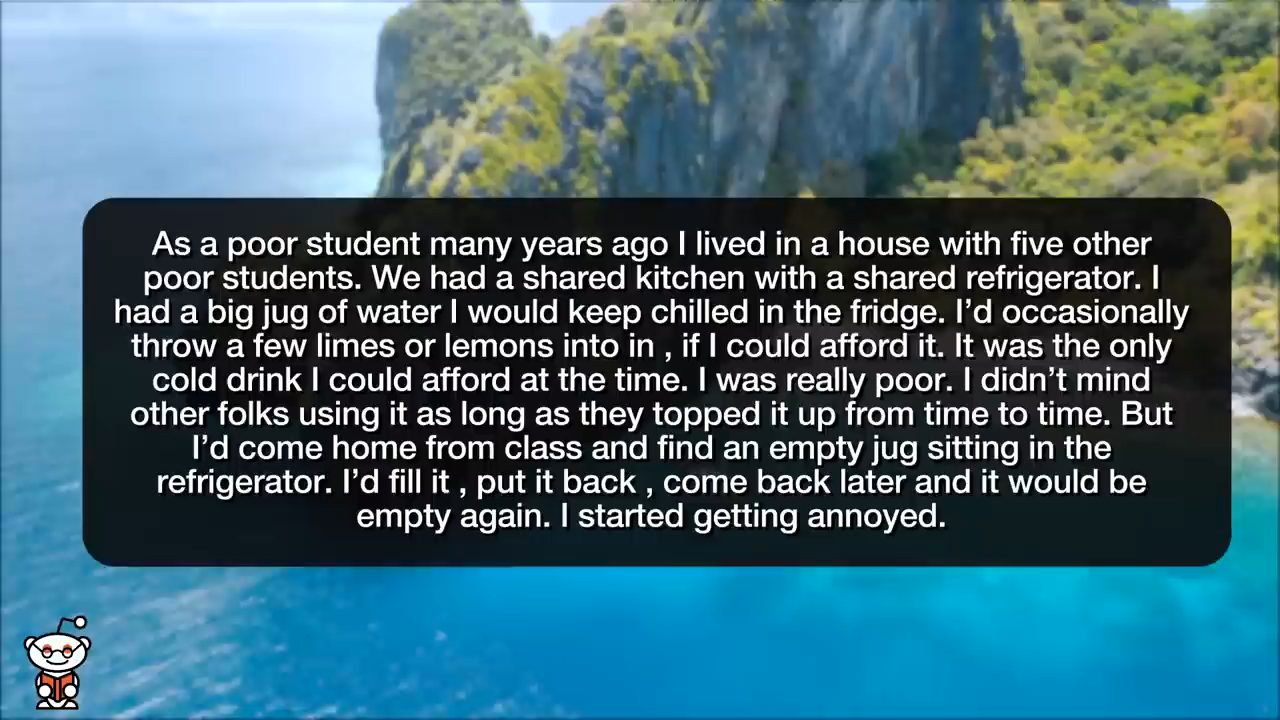 As a poor student many years ago I lived in a house with five other
poor students. We had a shared kitchen with a shared refrigerator. I
had a big jug of water I would keep chilled in the fridge. I’d occasionally
throw a few limes or lemons into in , if I could afford it. It was the only
cold drink I could afford at the time. I was really poor. I didn’t mind
other folks using it as long as they topped it up from time to time. But
I’d come home from class and find an empty jug sitting in the
refrigerator. I’d fill it , put it back , come back later and it would be
empty again. I started getting annoyed.